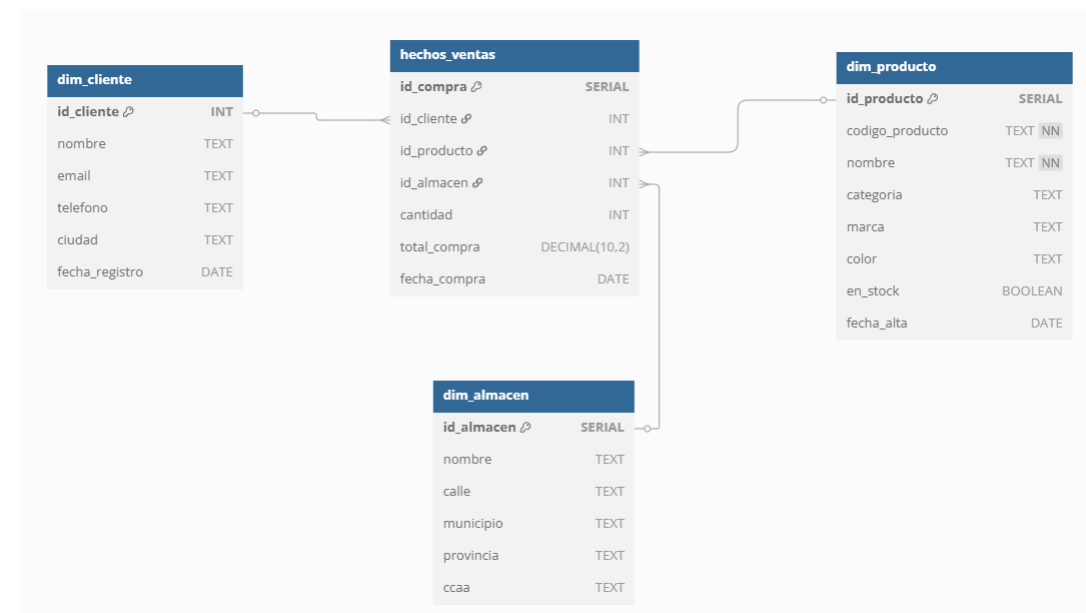 dim_cliente
id_cliente INT
nombre TEXT
email TEXT
telefono TEXT
ciudad TEXT
fecha_registro DATE
hechos_ventas
id_compra SERIAL
id_cliente INT
id_producto INT
id_almacen INT
cantidad INT
total_compra DECIMAL(10,2)
fecha_compra DATE
dim_producto
id_producto SERIAL
codigo_producto TEXT NN
nombre TEXT NN
categoria TEXT
marca TEXT
color TEXT
en_stock BOOLEAN
fecha_alta DATE
dim_almacen
id_almacen SERIAL
nombre TEXT
calle TEXT
municipio TEXT
provincia TEXT
ccaa TEXT